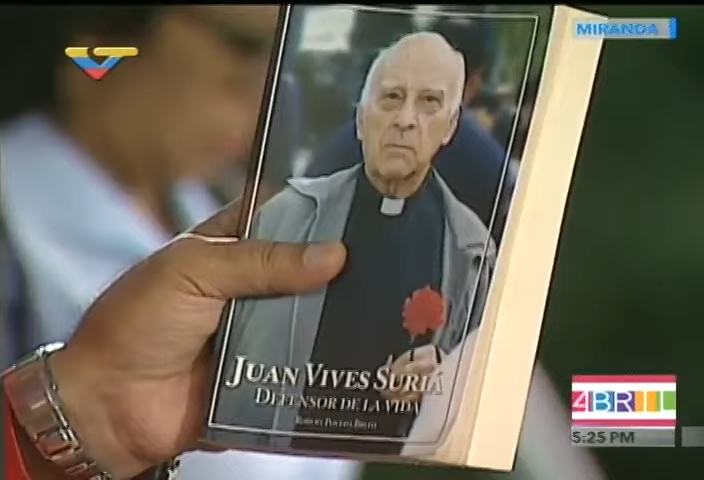 MIRANDA
JUAN VIVES SURIÁ
DEFENSOR DE LA VIDA
4BRIL
5:25 PM